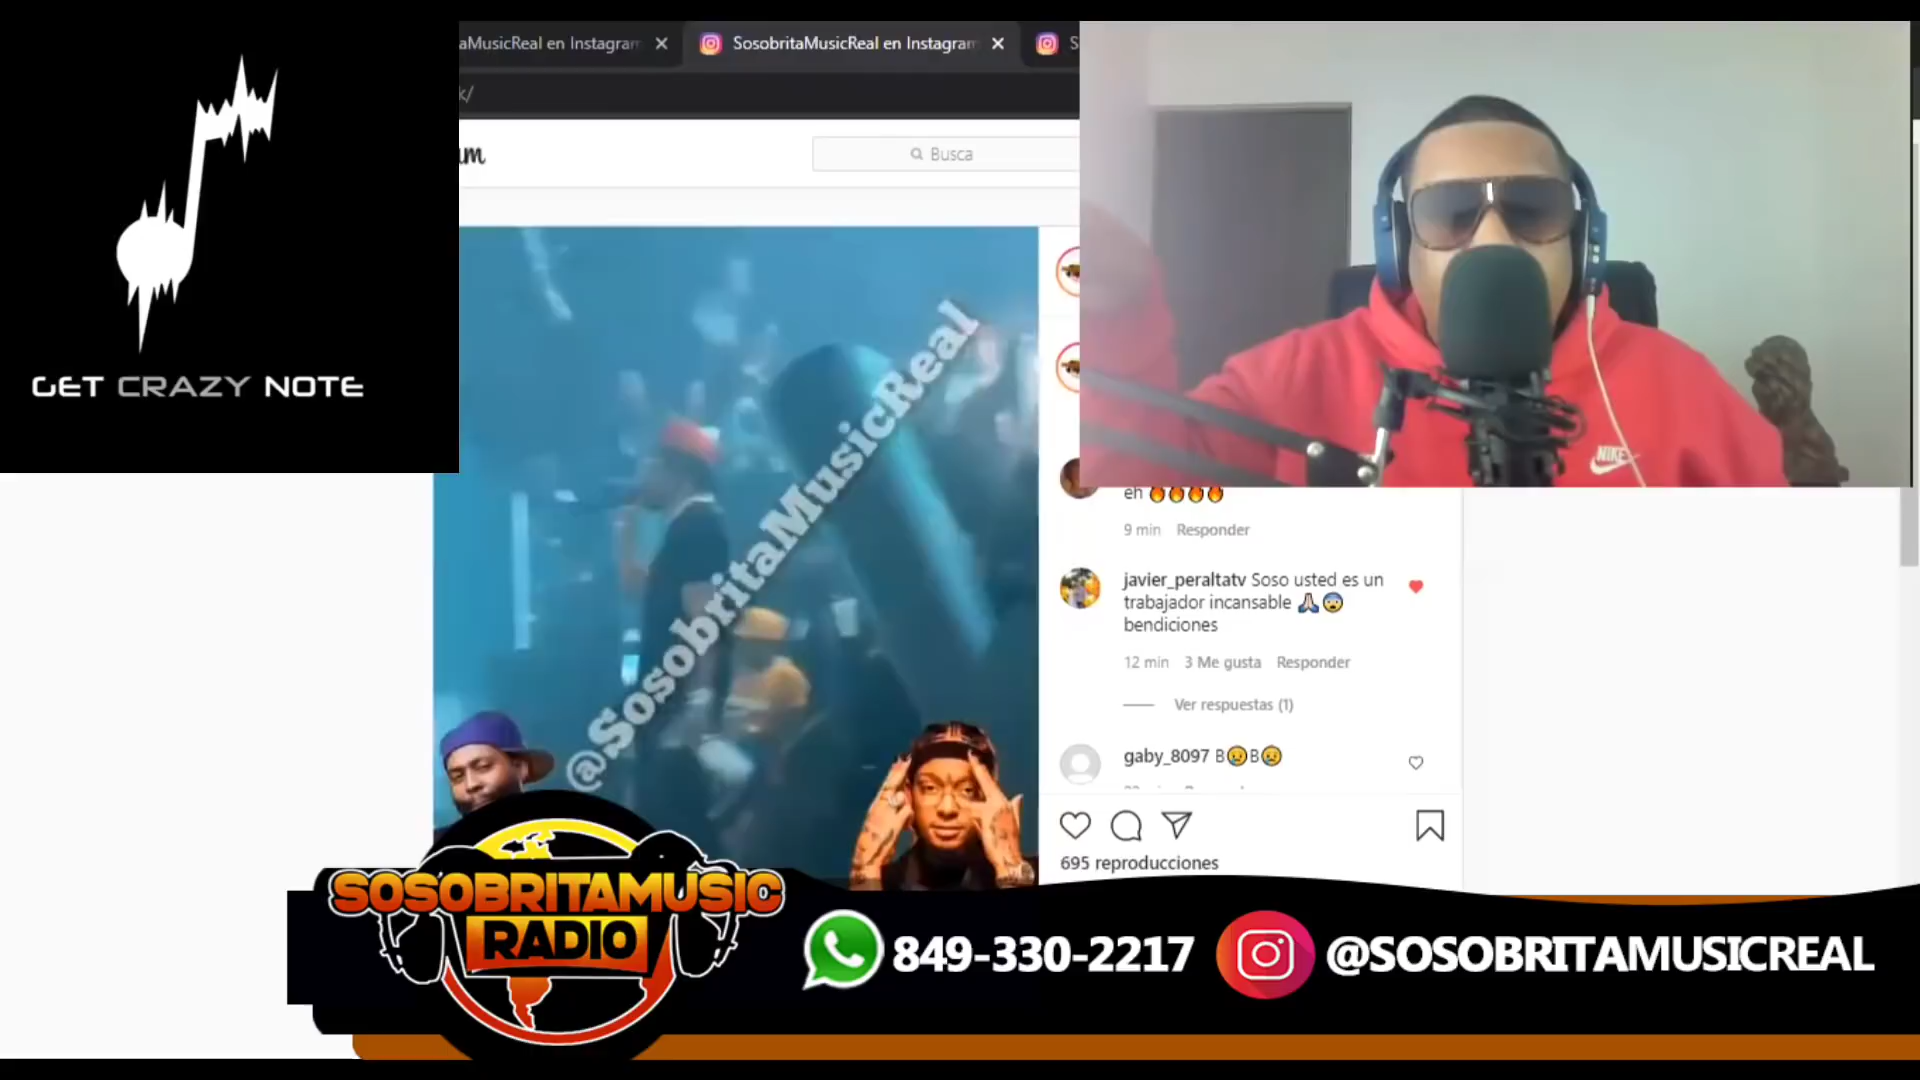 aMusicReal en Instagram
SosobritaMusicReal en Instagram
S
k/
Busca
GET CRAZY NOTE
@SosobritaMusicReal
NIKE
eh 🔥🔥🔥🔥
9 min Responder
javier_peraltatv Soso usted es un
trabajador incansable 🙏🏻😨
bendiciones
12 min 3 Me gusta Responder
Ver respuestas (1)
gaby_8097 B😢B😢
695 reproducciones
SOSOBRITAMUSIC
RADIO
849-330-2217
@SOSOBRITAMUSICREAL